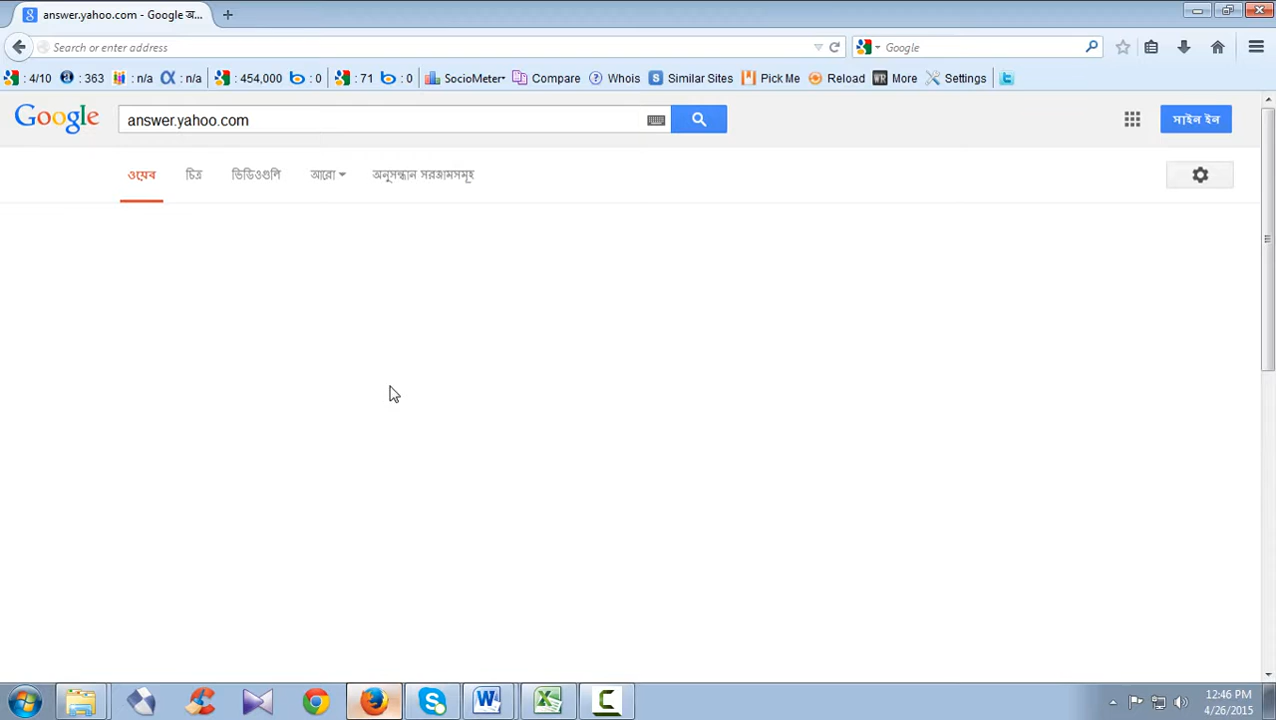 answer.yahoo.com - Google অ...
Search or enter address
Google
: 4/10 : 363 : n/a : n/a : 454,000 : 0 : 71 : 0 SocioMeter Compare Whois Similar Sites Pick Me Reload WR More Settings
Google answer.yahoo.com সাইন ইন
ওয়েব চিত্র ভিডিওগুলি আরো অনুসন্ধান সরঞ্জামসমূহ
12:46 PM
4/26/2015